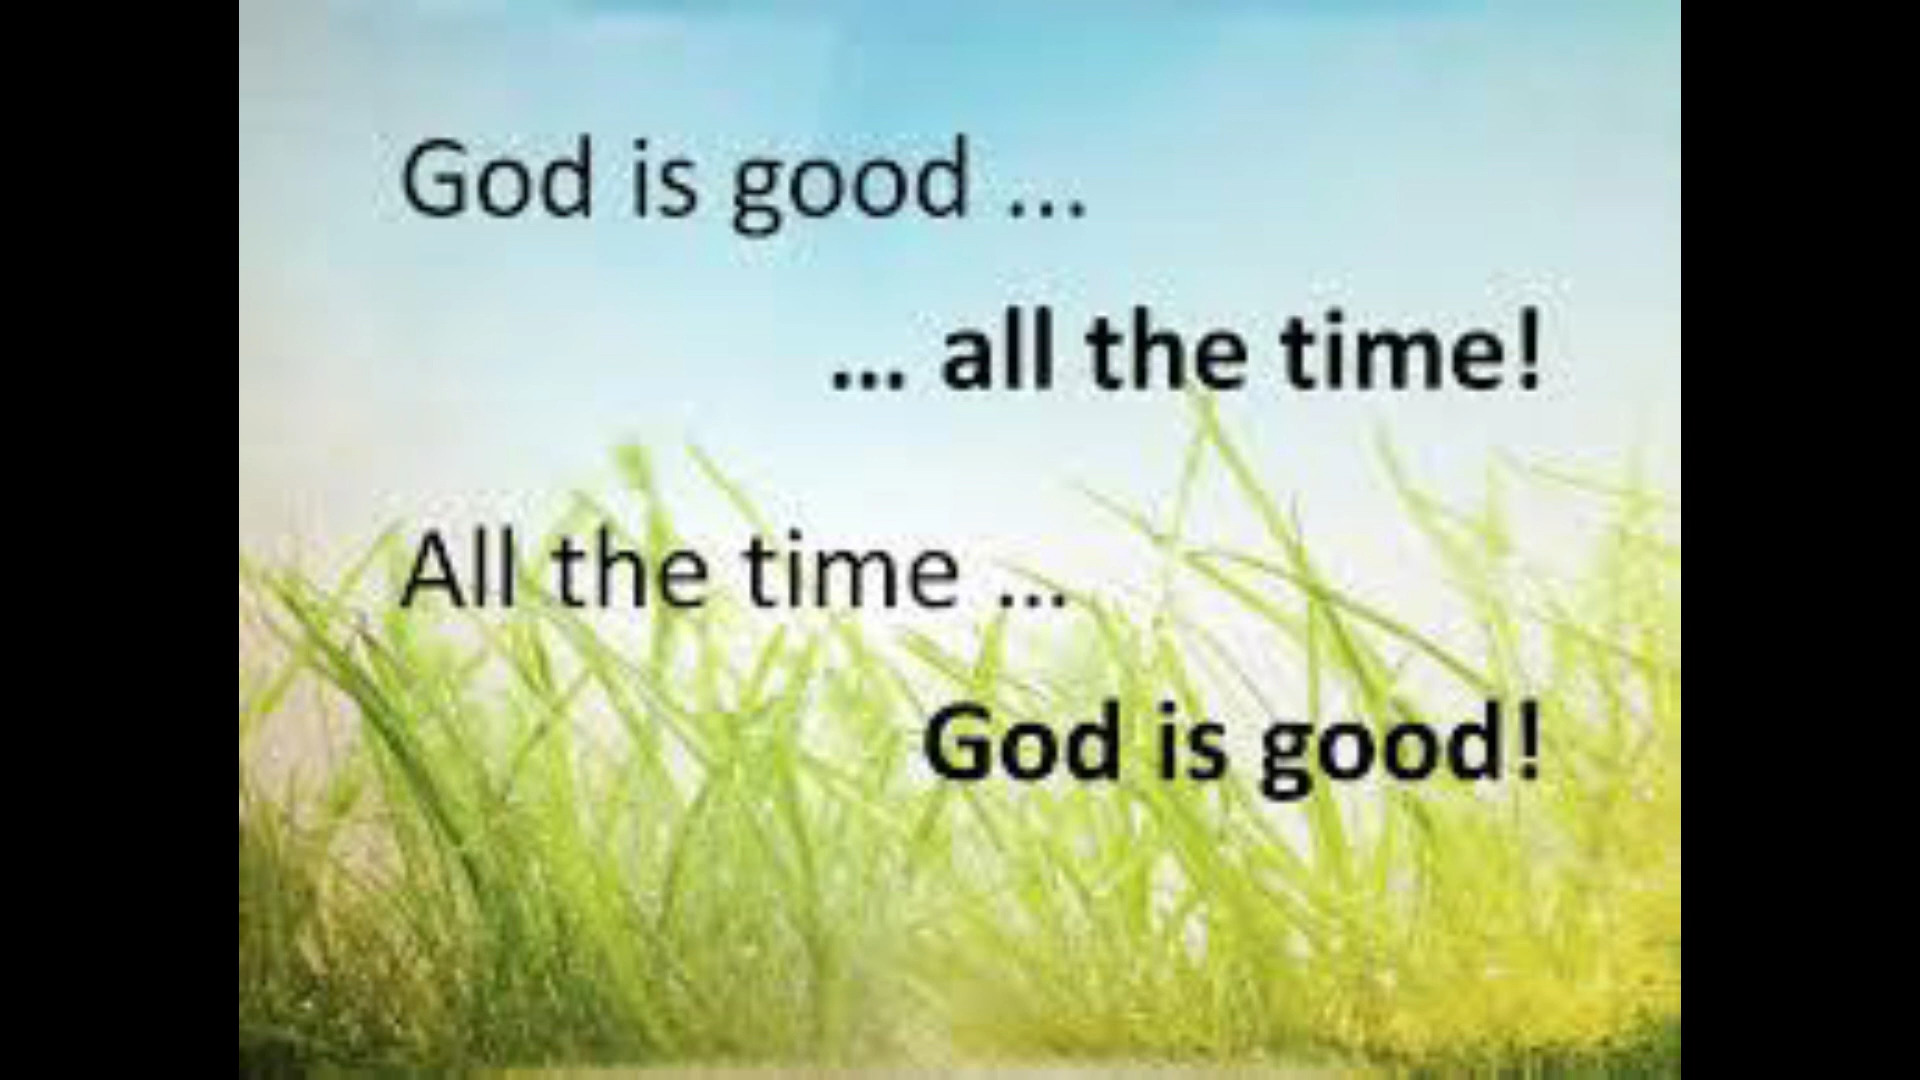 God is good ...
... all the time!
All the time ...
God is good!